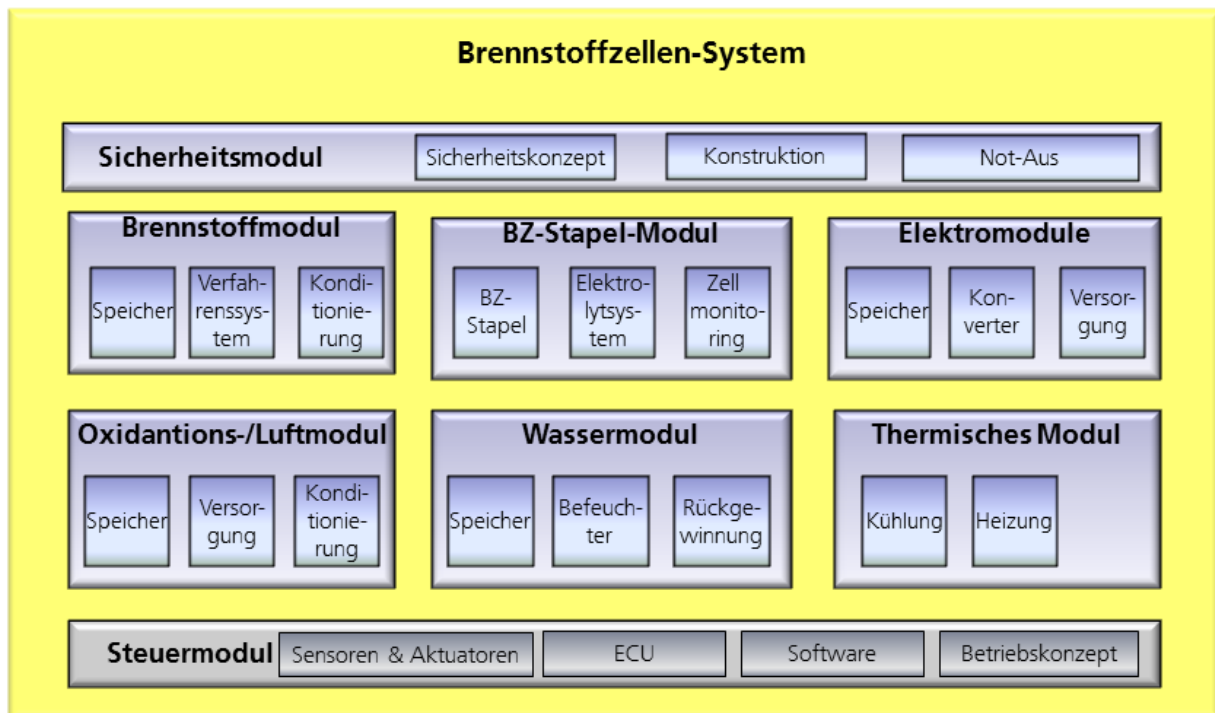 Brennstoffzellen-System
Sicherheitsmodul
Sicherheitskonzept
Konstruktion
Not-Aus
Brennstoffmodul
Speicher
Verfah-
renssys-
tem
Kondi-
tionie-
rung
BZ-Stapel-Modul
BZ-
Stapel
Elektro-
lytsys-
tem
Zell
monito-
ring
Elektromodule
Speicher
Kon-
verter
Versor-
gung
Oxidantions-/Luftmodul
Speicher
Versor-
gung
Kondi-
tionie-
rung
Wassermodul
Speicher
Befeuch-
ter
Rückge-
winnung
Thermisches Modul
Kühlung
Heizung
Steuermodul
Sensoren & Aktuatoren
ECU
Software
Betriebskonzept